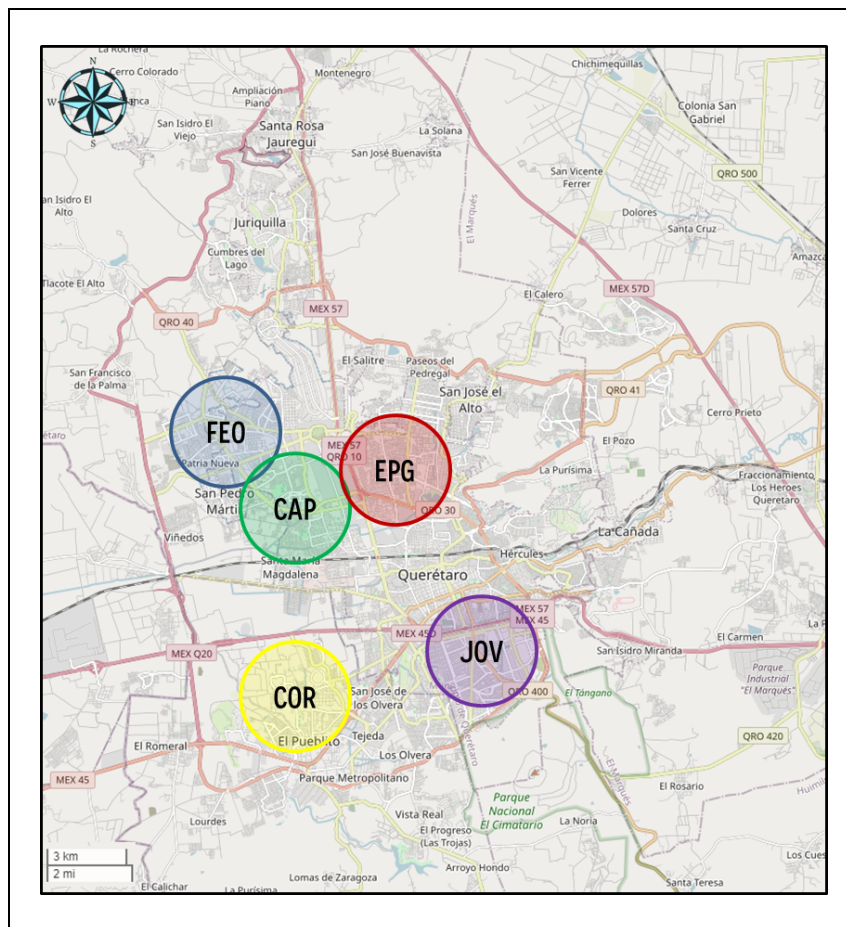 La Rochera
Chichimequillas
N
Cerro Colorado
Montenegro
Ampliación
Piano
W
E
Colonia San
Gabriel
San Isidro El
Viejo
Santa Rosa
Jauregui
La Solana
S
San José Buenavista
QRO 500
San Vicente
Ferrer
an Isidro El
Alto
El Marqués
Dolores
Juriquilla
Santa Cruz
Cumbres del
Lago
Amazca
Tlacote El Alto
MEX 57D
El Calero
MEX 57
QRO 40
El Salitre
Paseos del
Pedregal
San Francisco
de la Palma
San José el
Alto
QRO 41
Cerro Prieto
FEO
MEX 57
QRO 10
El Pozo
Patria Nueva
EPG
La Purísima
Fraccionamiento
Los Heroes
Queretaro
San Pedro
Mártir
CAP
QRO 30
Viñedos
La Cañada
Hércules
Santa María
Magdalena
Querétaro
MEX 57
MEX 45
MEX 45D
El Carmen
MEX Q20
JOV
San Isidro Miranda
Parque
Industrial
"El Marqués"
COR
San José de
los Olvera
QRO 400
El Tángano
El Romeral
El Pueblito
Tejeda
QRO 420
Los Olvera
MEX 45
Parque Metropolitano
El Rosario
El Marqués
Parque
Nacional
El Cimatario
Vista Real
Lourdes
El Progreso
(Las Trojas)
La Noria
3 km
2 mi
Los Cues
Arroyo Hondo
El Calichar
La Purísima
Lomas de Zaragoza
Santa Teresa